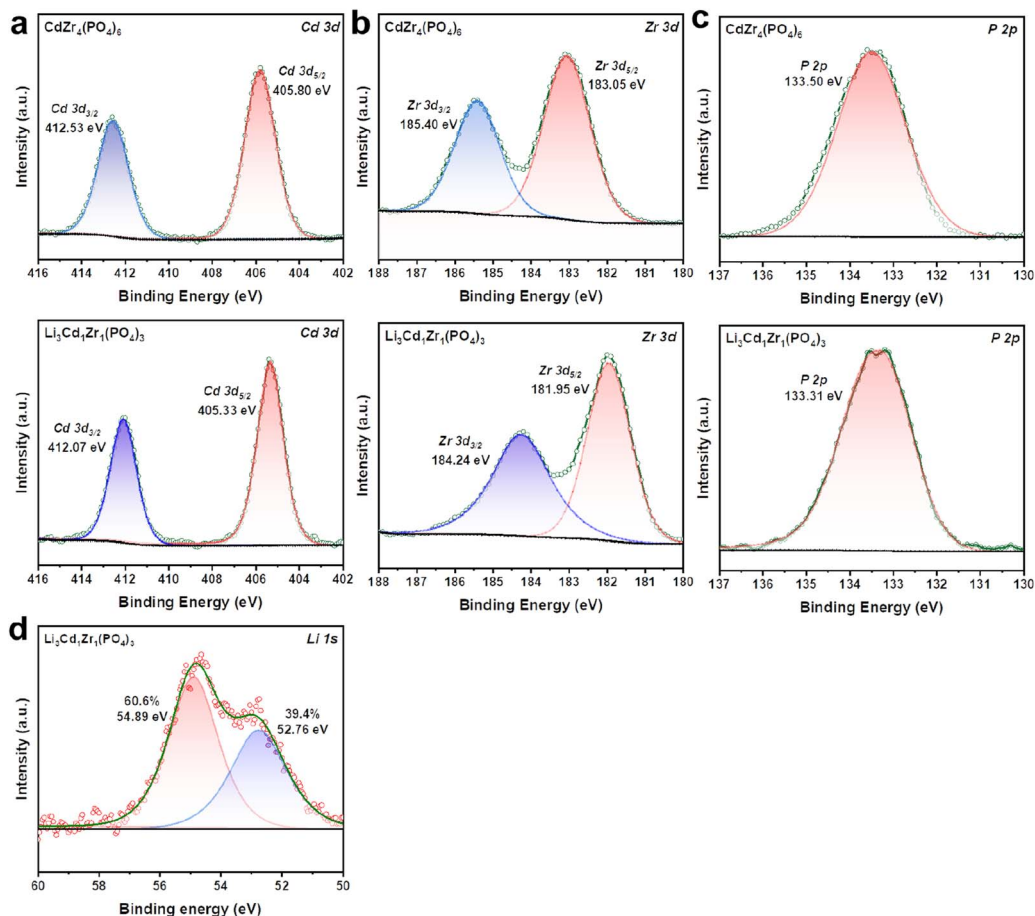 a
CdZr₄(PO₄)₆
Cd 3d
Cd 3d₅/₂
405.80 eV
Cd 3d₃/₂
412.53 eV
Intensity (a.u.)
416 414 412 410 408 406 404 402
Binding Energy (eV)
b
CdZr₄(PO₄)₆
Zr 3d
Zr 3d₅/₂
183.05 eV
Zr 3d₃/₂
185.40 eV
Intensity (a.u.)
188 187 186 185 184 183 182 181 180
Binding Energy (eV)
c
CdZr₄(PO₄)₆
P 2p
P 2p
133.50 eV
Intensity (a.u.)
137 136 135 134 133 132 131 130
Binding Energy (eV)
Li₃Cd₁Zr₁(PO₄)₃
Cd 3d
Cd 3d₅/₂
405.33 eV
Cd 3d₃/₂
412.07 eV
Intensity (a.u.)
416 414 412 410 408 406 404 402
Binding Energy (eV)
Li₃Cd₁Zr₁(PO₄)₃
Zr 3d
Zr 3d₅/₂
181.95 eV
Zr 3d₃/₂
184.24 eV
Intensity (a.u.)
188 187 186 185 184 183 182 181 180
Binding Energy (eV)
Li₃Cd₁Zr₁(PO₄)₃
P 2p
P 2p
133.31 eV
Intensity (a.u.)
137 136 135 134 133 132 131 130
Binding Energy (eV)
d
Li₃Cd₁Zr₁(PO₄)₃
Li 1s
60.6%
54.89 eV
39.4%
52.76 eV
Intensity (a.u.)
60 58 56 54 52 50
Binding energy (eV)